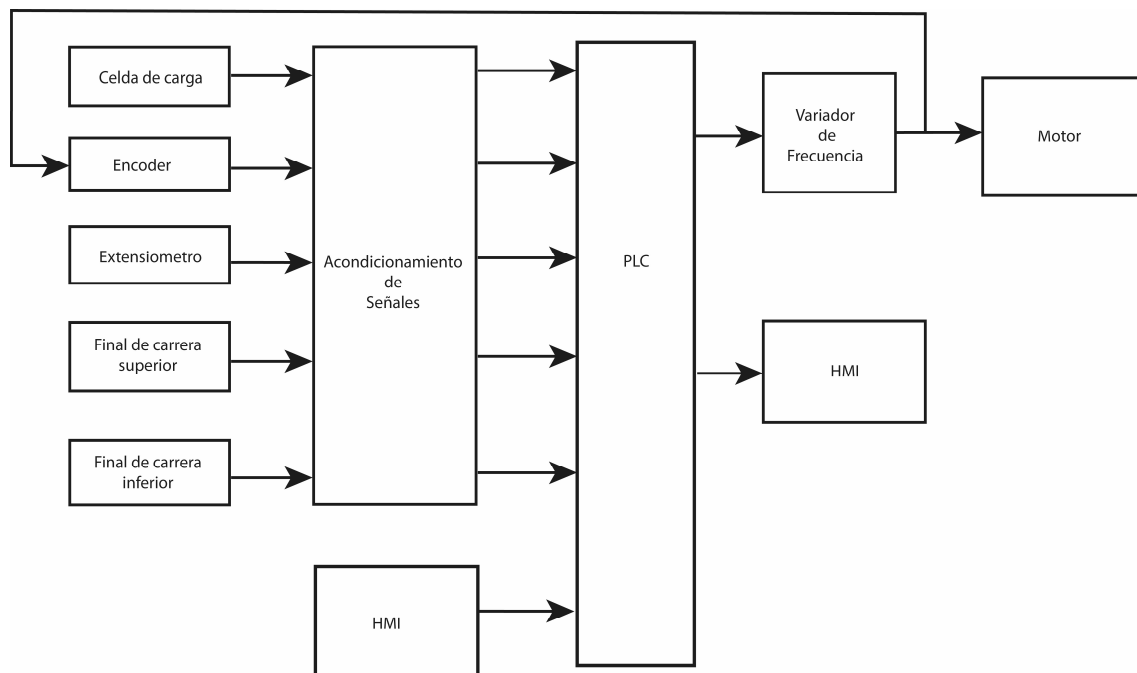 Celda de carga
Encoder
Extensiometro
Final de carrera
superior
Final de carrera
inferior
Acondicionamiento
de
Señales
HMI
PLC
Variador
de
Frecuencia
HMI
Motor